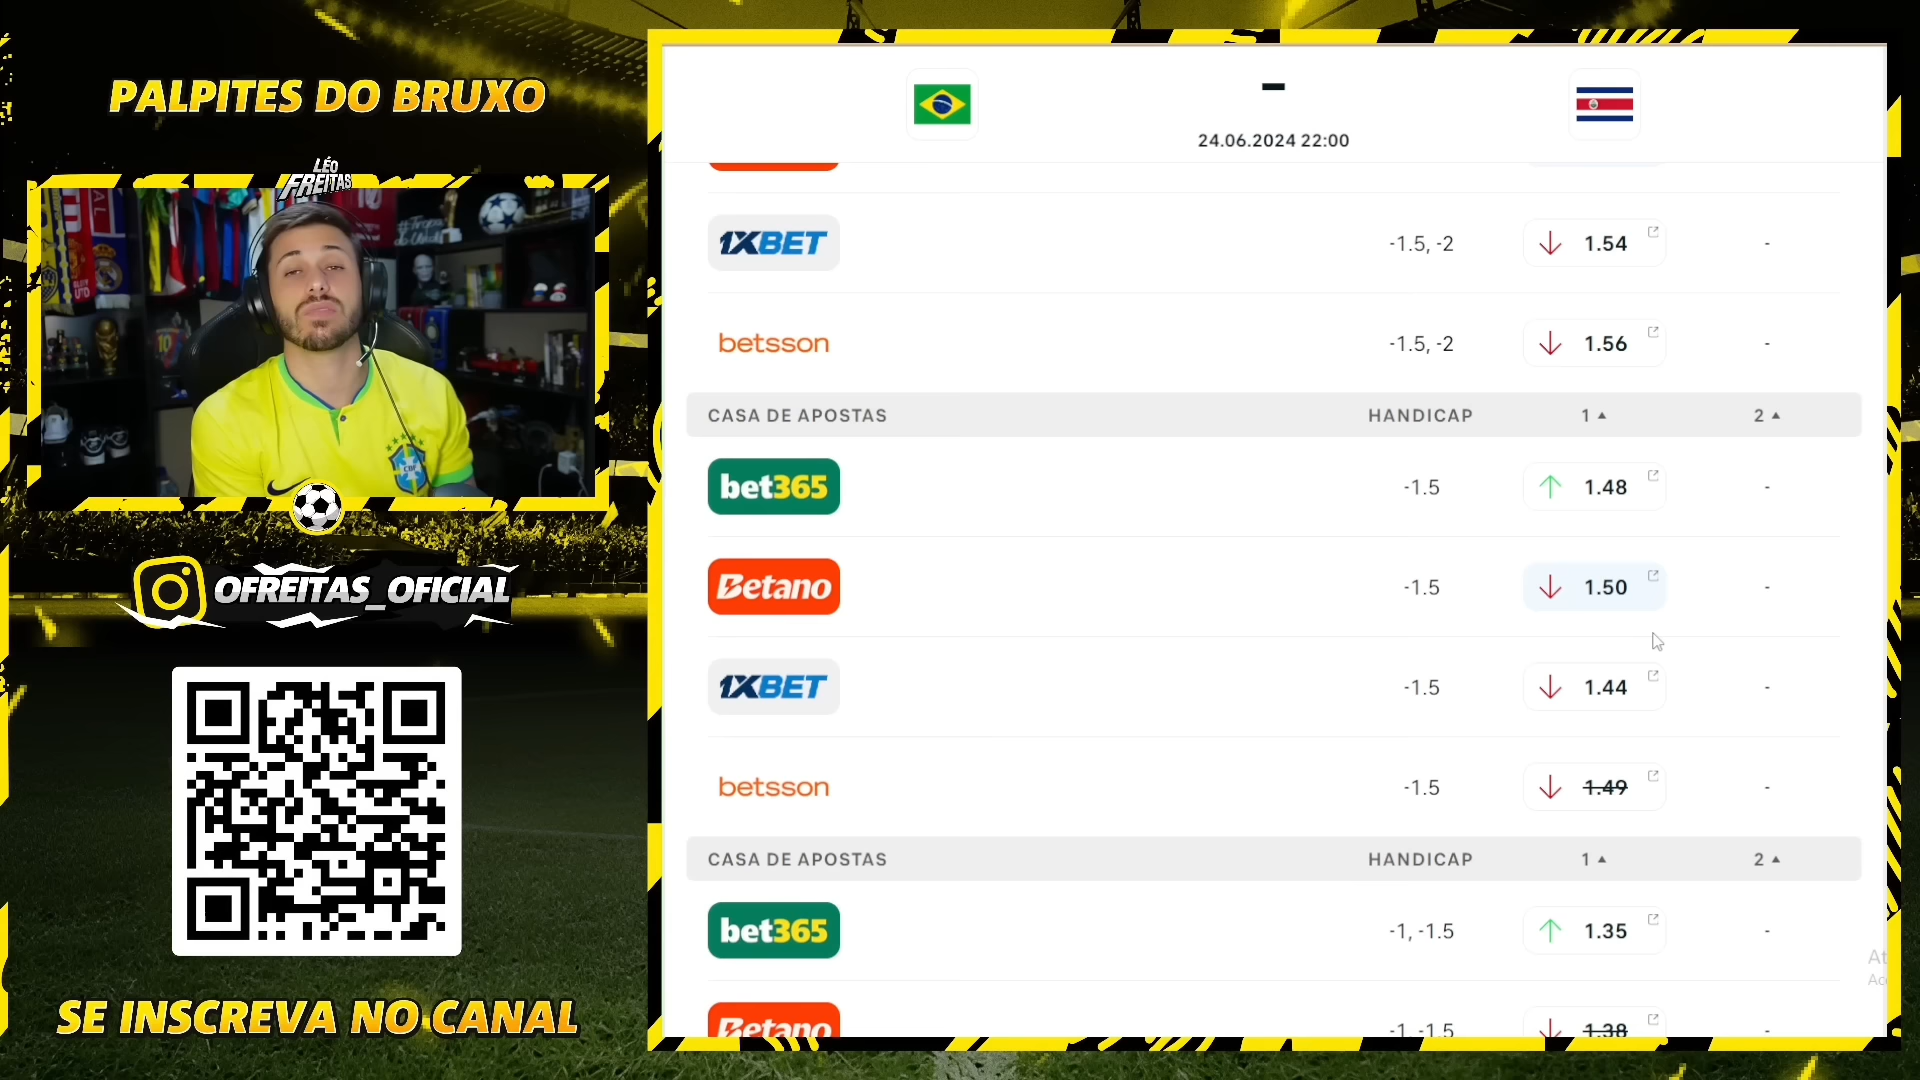 PALPITES DO BRUXO
LÉO
FREITAS
CBF
OFREITAS_OFICIAL
SE INSCREVA NO CANAL
24.06.2024 22:00
1XBET -1.5, -2 1.54 -
betsson -1.5, -2 1.56 -
CASA DE APOSTAS HANDICAP 1 2
bet365 -1.5 1.48 -
Betano -1.5 1.50 -
1XBET -1.5 1.44 -
betsson -1.5 1.49 -
CASA DE APOSTAS HANDICAP 1 2
bet365 -1, -1.5 1.35 -
Betano -1, -1.5 1.38 -